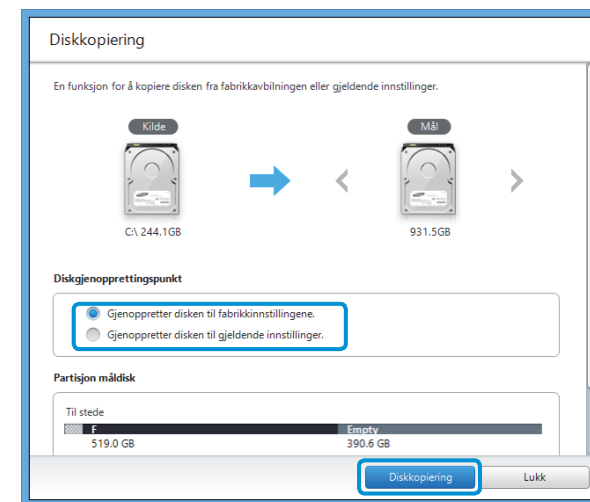 Diskkopiering
En funksjon for å kopiere disken fra fabrikkavbilningen eller gjeldende innstillinger.
Kilde
Mål
C:\ 244.1GB
931.5GB
Diskgjenopprettingspunkt
Gjenoppretter disken til fabrikkinnstillingene.
Gjenoppretter disken til gjeldende innstillinger.
Partisjon måldisk
Til stede
F
Empty
519.0 GB
390.6 GB
Diskkopiering
Lukk